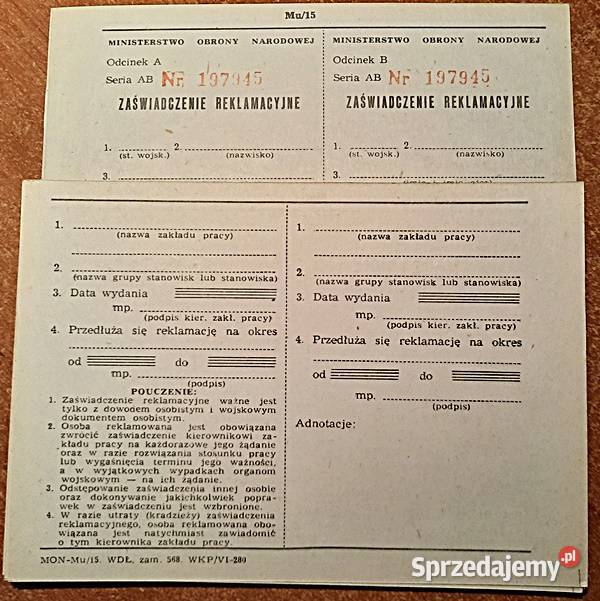 Mu/15
MINISTERSTWO OBRONY NARODOWEJ
Odcinek A
Seria AB Nr 197945
ZAŚWIADCZENIE REKLAMACYJNE
1. 2.
(st. wojsk.) (nazwisko)
3.
MINISTERSTWO OBRONY NARODOWEJ
Odcinek B
Seria AB Nr 197945
ZAŚWIADCZENIE REKLAMACYJNE
1. 2.
(st. wojsk.) (nazwisko)
3.
1.
(nazwa zakładu pracy)
2.
(nazwa grupy stanowisk lub stanowiska)
3. Data wydania
mp.
(podpis kier. zakł. pracy)
4. Przedłuża się reklamację na okres
od do
mp.
(podpis)
POUCZENIE:
1. Zaświadczenie reklamacyjne ważne jest
tylko z dowodem osobistym i wojskowym
dokumentem osobistym.
2. Osoba reklamowana jest obowiązana
zwrócić zaświadczenie kierownikowi za-
kładu pracy na każdorazowe jego żądanie
oraz w razie rozwiązania stosunku pracy
lub wygaśnięcia terminu jego ważności,
a w wyjątkowych wypadkach organom
wojskowym — na ich żądanie.
3. Odstępowanie zaświadczenia innej osobie
oraz dokonywanie jakichkolwiek popra-
wek w zaświadczeniu jest wzbronione.
4. W razie utraty (kradzieży) zaświadczenia
reklamacyjnego, osoba reklamowana obo-
wiązana jest natychmiast zawiadomić
o tym kierownika zakładu pracy.
MON-Mu/15. WDŁ, zam. 568. WKP/VI-280
1.
(nazwa zakładu pracy)
2.
(nazwa grupy stanowisk lub stanowiska)
3. Data wydania
mp.
(podpis kier. zakł. pracy)
4. Przedłuża się reklamację na okres
od do
mp.
(podpis)
Adnotacje:
Sprzedajemy.pl